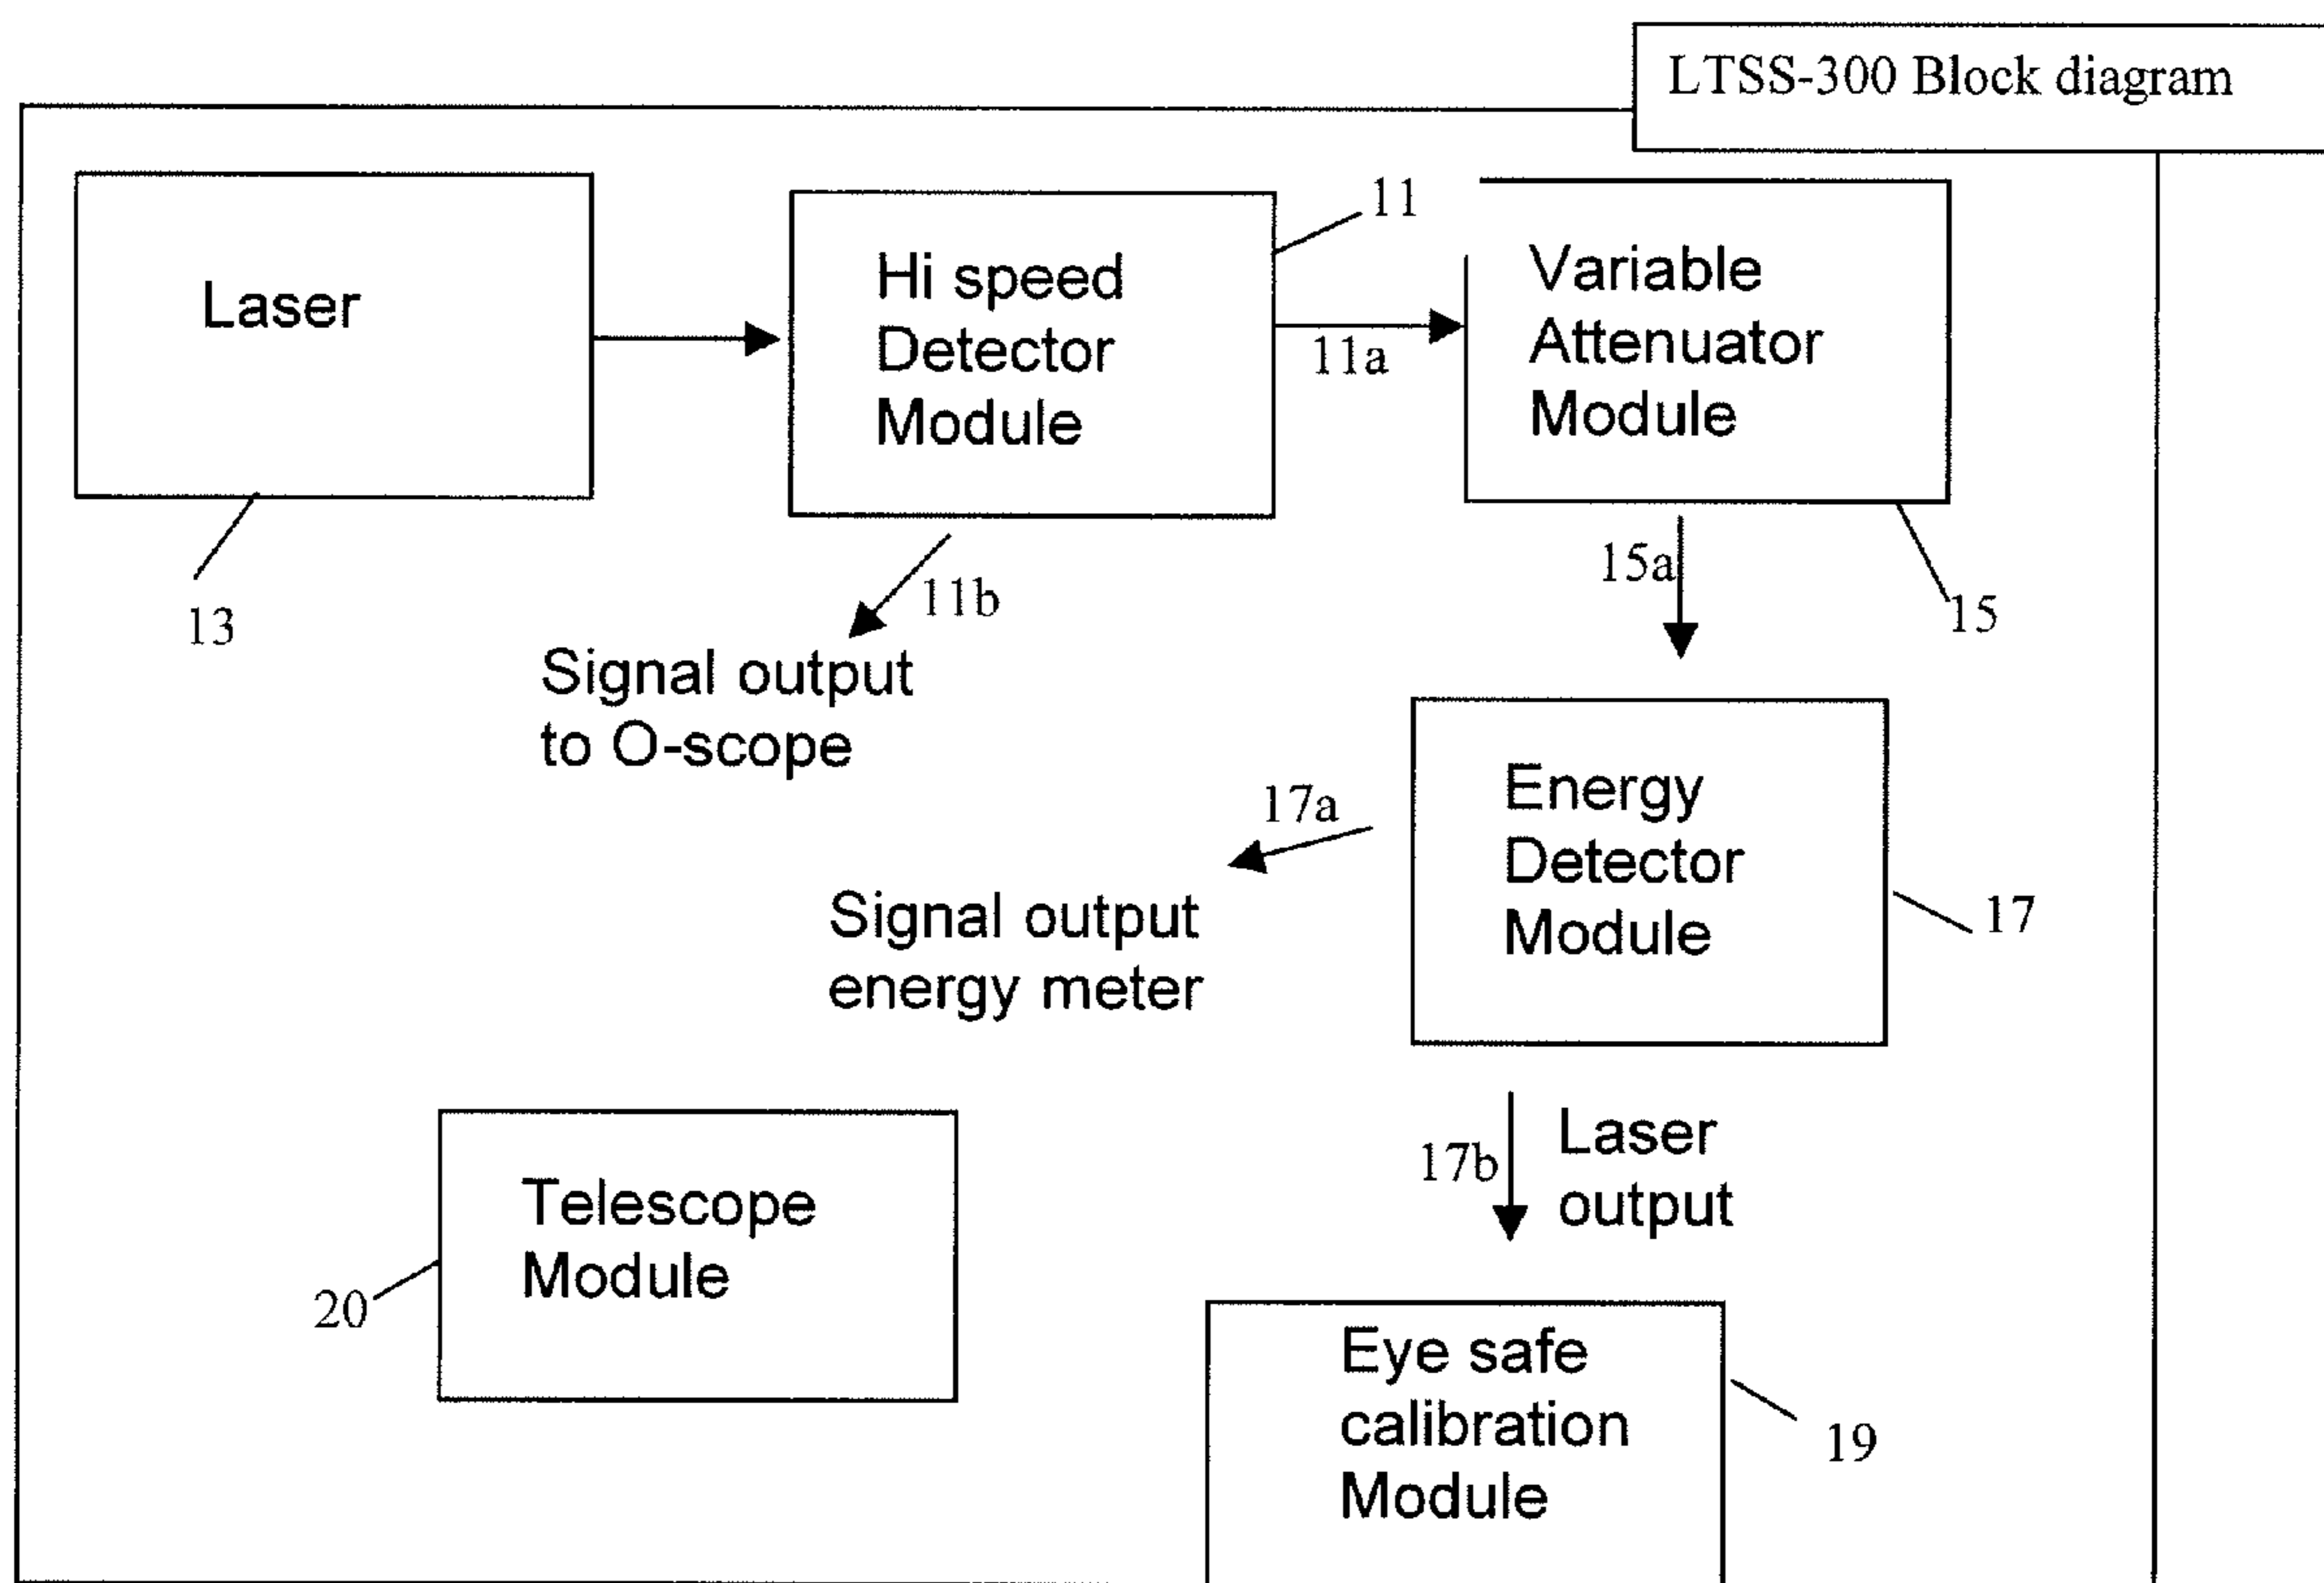 LTSS-300 Block diagram
Laser
13
Hi speed
Detector
Module
11
11a
11b
Signal output
to O-scope
Variable
Attenuator
Module
15a
15
Energy
Detector
Module
17
17a
Signal output
energy meter
17b
Laser
output
Telescope
Module
20
Eye safe
calibration
Module
19